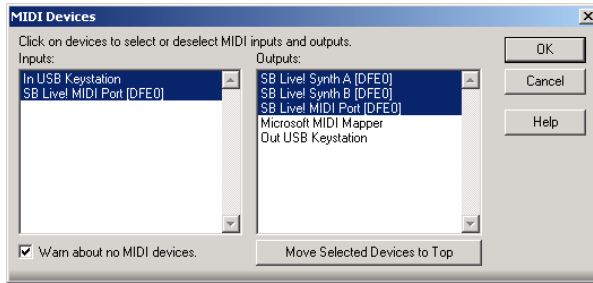 MIDI Devices
Click on devices to select or deselect MIDI inputs and outputs.
Inputs:
Outputs:
OK
In USB Keystation
SB Live! MIDI Port [DFE0]
SB Live! Synth A [DFE0]
SB Live! Synth B [DFE0]
SB Live! MIDI Port [DFE0]
Microsoft MIDI Mapper
Out USB Keystation
Cancel
Help
Warn about no MIDI devices.
Move Selected Devices to Top